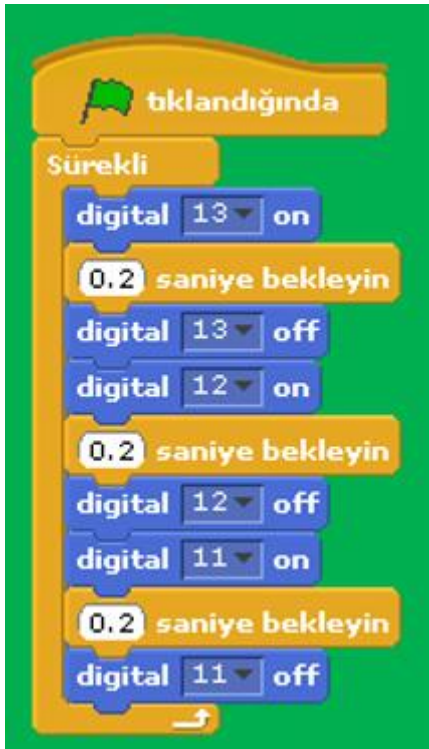 tıklandığında
Sürekli
digital 13 on
0.2 saniye bekleyin
digital 13 off
digital 12 on
0.2 saniye bekleyin
digital 12 off
digital 11 on
0.2 saniye bekleyin
digital 11 off